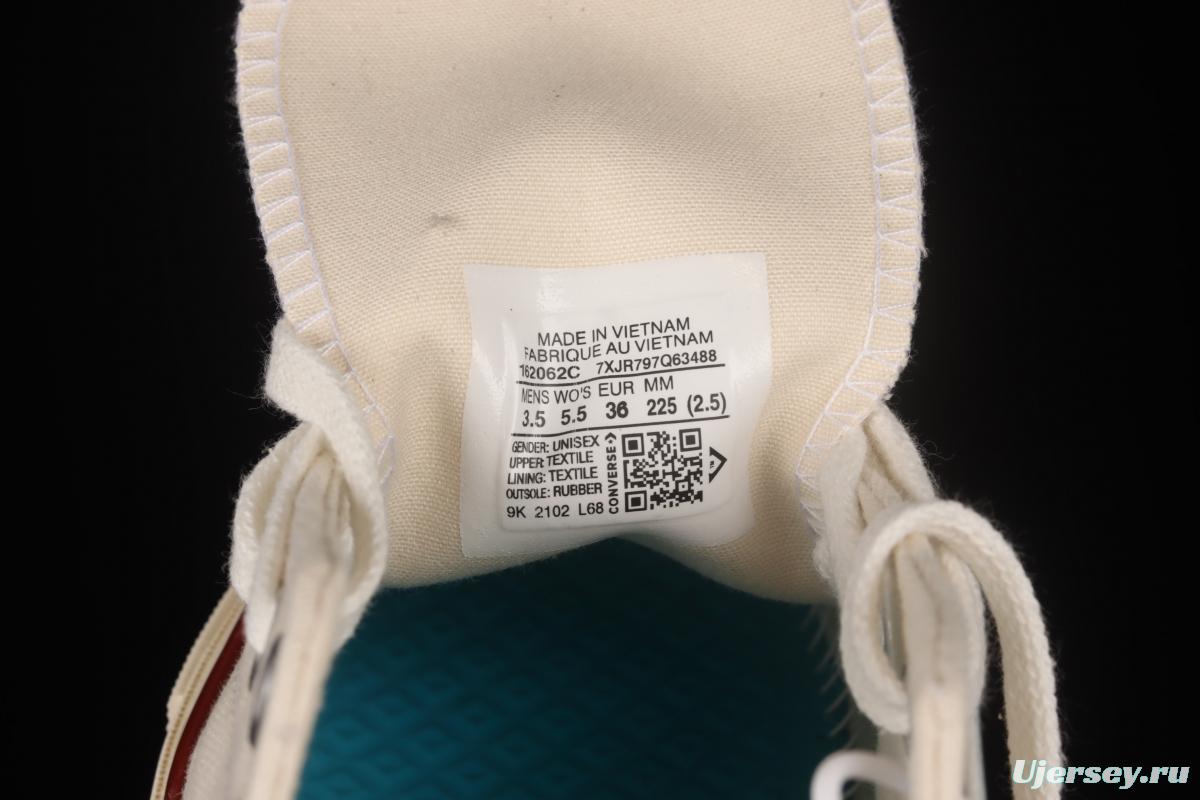 MADE IN VIETNAM
FABRIQUE AU VIETNAM
162062C 7XJR797Q63488
MENS WO'S EUR MM
3.5 5.5 36 225 (2.5)
GENDER: UNISEX
UPPER: TEXTILE
LINING: TEXTILE
OUTSOLE: RUBBER
9K 2102 L68
CONVERSE
Ujersey.ru